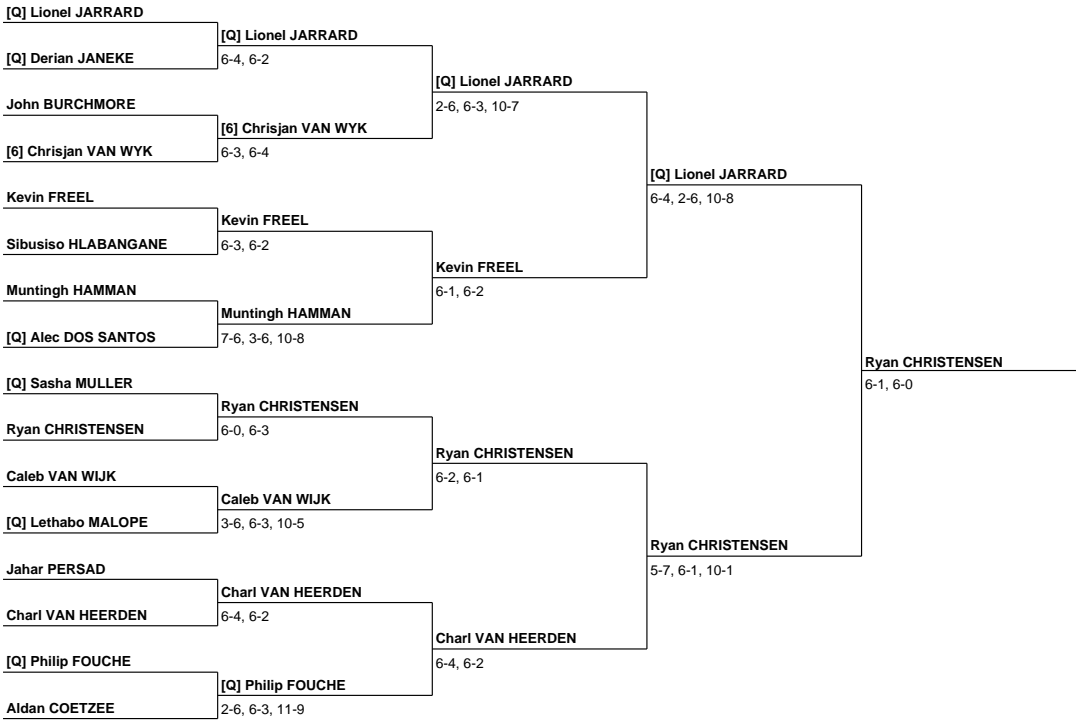 [Q] Lionel JARRARD
[Q] Derian JANEKE
John BURCHMORE
[6] Chrisjan VAN WYK
Kevin FREEL
Sibusiso HLABANGANE
Muntingh HAMMAN
[Q] Alec DOS SANTOS
[Q] Sasha MULLER
Ryan CHRISTENSEN
Caleb VAN WIJK
[Q] Lethabo MALOPE
Jahar PERSAD
Charl VAN HEERDEN
[Q] Philip FOUCHE
Aldan COETZEE
[Q] Lionel JARRARD
6-4, 6-2
[6] Chrisjan VAN WYK
6-3, 6-4
Kevin FREEL
6-3, 6-2
Muntingh HAMMAN
7-6, 3-6, 10-8
Ryan CHRISTENSEN
6-0, 6-3
Caleb VAN WIJK
3-6, 6-3, 10-5
Charl VAN HEERDEN
6-4, 6-2
[Q] Philip FOUCHE
2-6, 6-3, 11-9
[Q] Lionel JARRARD
2-6, 6-3, 10-7
Kevin FREEL
6-1, 6-2
Ryan CHRISTENSEN
6-2, 6-1
Charl VAN HEERDEN
6-4, 6-2
[Q] Lionel JARRARD
6-4, 2-6, 10-8
Ryan CHRISTENSEN
5-7, 6-1, 10-1
Ryan CHRISTENSEN
6-1, 6-0